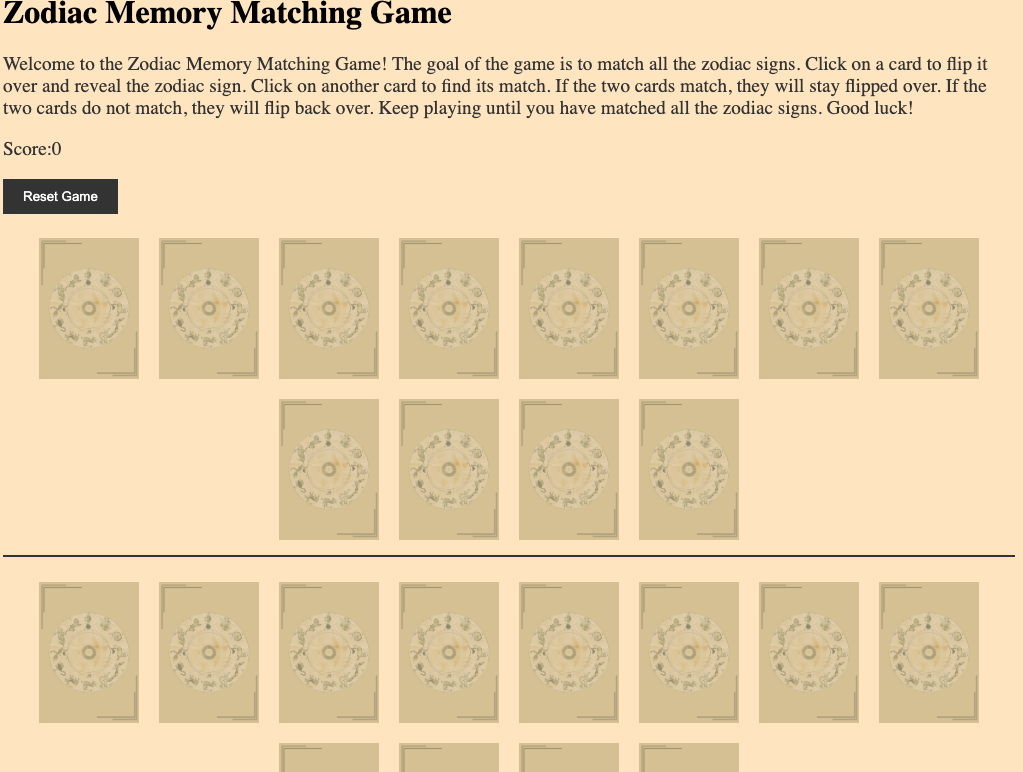 Zodiac Memory Matching Game
Welcome to the Zodiac Memory Matching Game! The goal of the game is to match all the zodiac signs. Click on a card to flip it
over and reveal the zodiac sign. Click on another card to find its match. If the two cards match, they will stay flipped over. If the
two cards do not match, they will flip back over. Keep playing until you have matched all the zodiac signs. Good luck!
Score:0
Reset Game